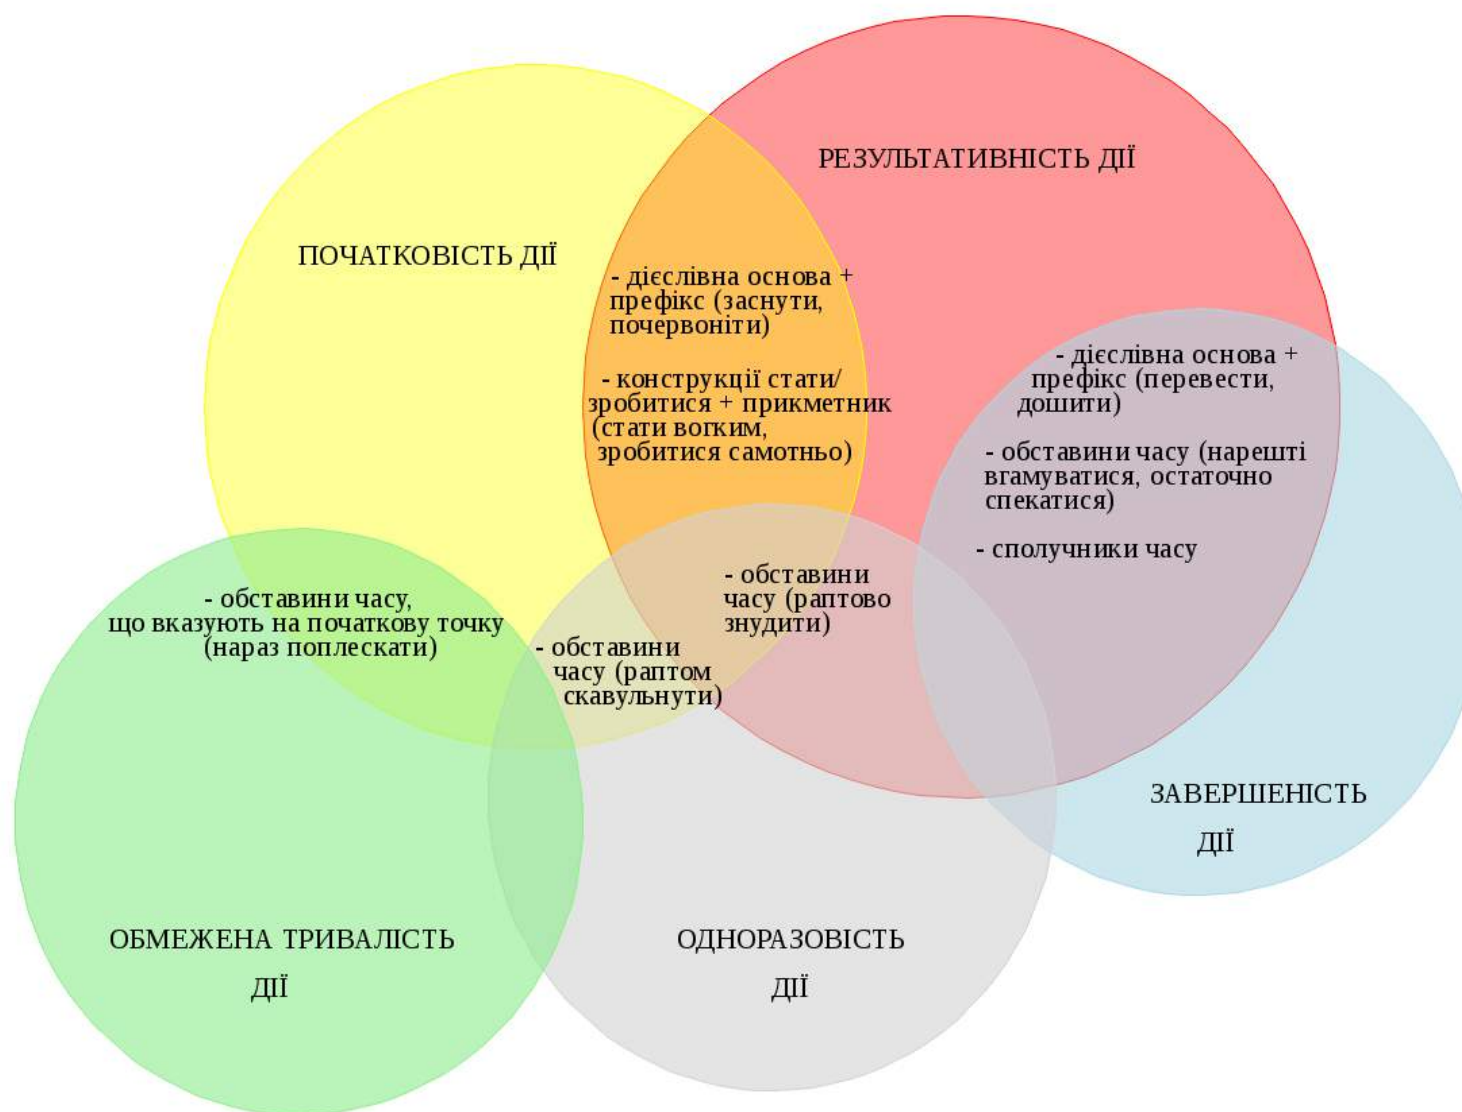 РЕЗУЛЬТАТИВНІСТЬ ДІЇ
ПОЧАТКОВІСТЬ ДІЇ
- дієслівна основа +
префікс (заснути,
почервоніти)
- конструкції стати/
зробитися + прикметник
(стати вогким,
зробитися самотньо)
- дієслівна основа +
префікс (перевести,
дошити)
- обставини часу (нарешті
вгамуватися, остаточно
спекатися)
- сполучники часу
- обставини
часу (раптово
знудити)
- обставини часу,
що вказують на початкову точку
(нараз поплескати)
- обставини
часу (раптом
скавульнути)
ЗАВЕРШЕНІСТЬ
ДІЇ
ОБМЕЖЕНА ТРИВАЛІСТЬ
ДІЇ
ОДНОРАЗОВІСТЬ
ДІЇ